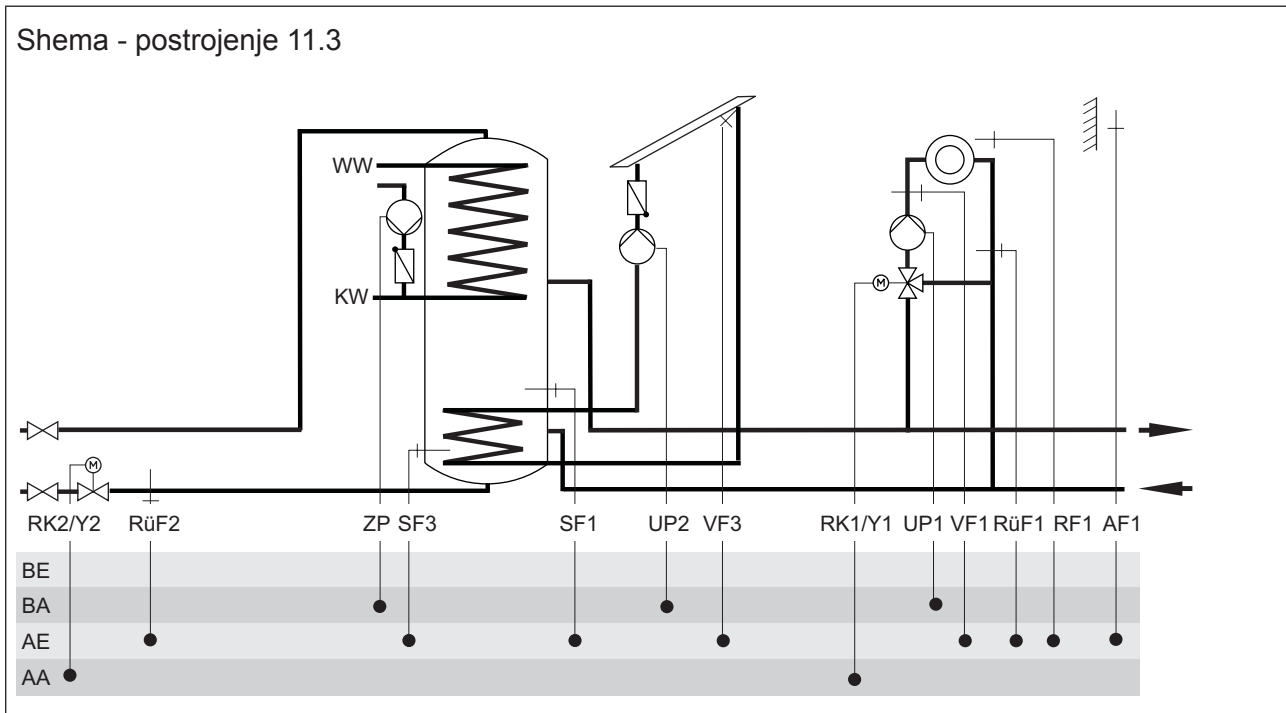 Shema - postrojenje 11.3
WW
KW
M
M
RK2/Y2 RüF2 ZP SF3 SF1 UP2 VF3 RK1/Y1 UP1 VF1 RüF1 RF1 AF1
BE
BA
AE
AA